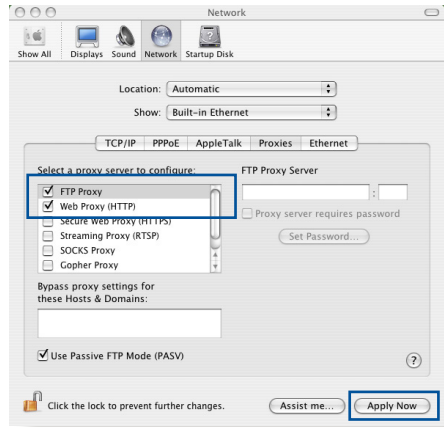 Network
Show All Displays Sound Network Startup Disk
Location: Automatic
Show: Built-in Ethernet
TCP/IP PPPoE AppleTalk Proxies Ethernet
Select a proxy server to configure: FTP Proxy Server
FTP Proxy
Web Proxy (HTTP)
Secure Web Proxy (HTTPS)
Streaming Proxy (RTSP)
SOCKS Proxy
Gopher Proxy
:
Proxy server requires password
Set Password...
Bypass proxy settings for
these Hosts & Domains:
Use Passive FTP Mode (PASV)
?
Click the lock to prevent further changes. Assist me... Apply Now